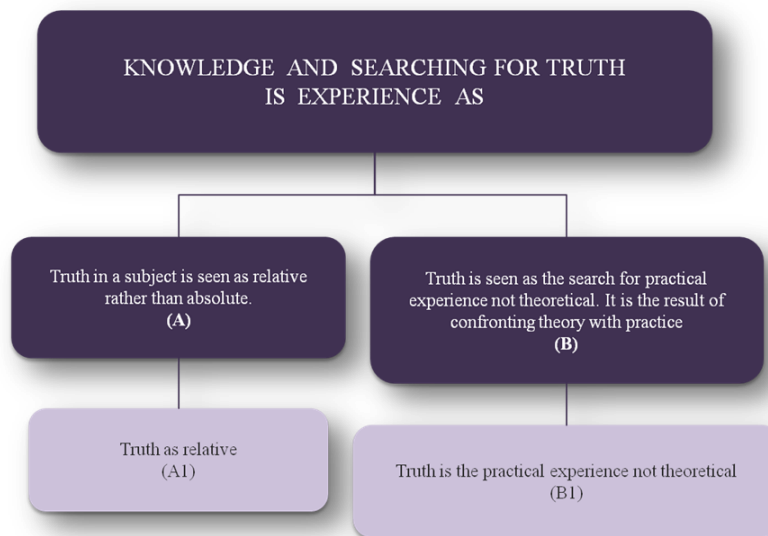 KNOWLEDGE AND SEARCHING FOR TRUTH
IS EXPERIENCE AS
Truth in a subject is seen as relative
rather than absolute.
(A)
Truth is seen as the search for practical
experience not theoretical. It is the result of
confronting theory with practice
(B)
Truth as relative
(A1)
Truth is the practical experience not theoretical
(B1)